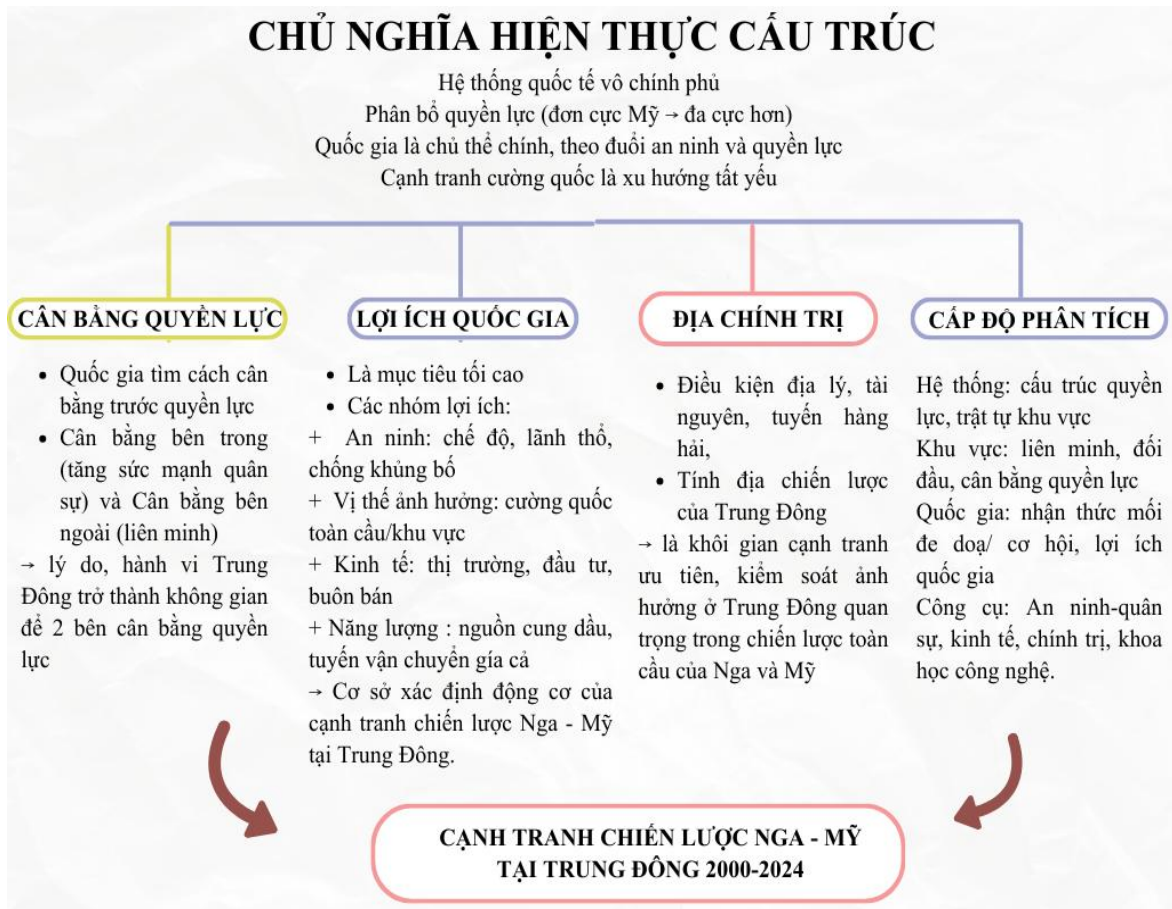 CHỦ NGHĨA HIỆN THỰC CẤU TRÚC
Hệ thống quốc tế vô chính phủ
Phân bổ quyền lực (đơn cực Mỹ → đa cực hơn)
Quốc gia là chủ thể chính, theo đuổi an ninh và quyền lực
Cạnh tranh cường quốc là xu hướng tất yếu
CÂN BẰNG QUYỀN LỰC
• Quốc gia tìm cách cân
bằng trước quyền lực
• Cân bằng bên trong
(tăng sức mạnh quân
sự) và Cân bằng bên
ngoài (liên minh)
→ lý do, hành vi Trung
Đông trở thành không gian
để 2 bên cân bằng quyền
lực
LỢI ÍCH QUỐC GIA
• Là mục tiêu tối cao
• Các nhóm lợi ích:
+ An ninh: chế độ, lãnh thổ,
chống khủng bố
+ Vị thế ảnh hưởng: cường quốc
toàn cầu/khu vực
+ Kinh tế: thị trường, đầu tư,
buôn bán
+ Năng lượng : nguồn cung dầu,
tuyến vận chuyển gía cả
→ Cơ sở xác định động cơ của
cạnh tranh chiến lược Nga - Mỹ
tại Trung Đông.
ĐỊA CHÍNH TRỊ
• Điều kiện địa lý, tài
nguyên, tuyến hàng
hải,
• Tính địa chiến lược
của Trung Đông
→ là khôi gian cạnh tranh
ưu tiên, kiểm soát ảnh
hưởng ở Trung Đông quan
trọng trong chiến lược toàn
cầu của Nga và Mỹ
CẤP ĐỘ PHÂN TÍCH
Hệ thống: cấu trúc quyền
lực, trật tự khu vực
Khu vực: liên minh, đối
đầu, cân bằng quyền lực
Quốc gia: nhận thức mối
đe doạ/ cơ hội, lợi ích
quốc gia
Công cụ: An ninh-quân
sự, kinh tế, chính trị, khoa
học công nghệ.
CẠNH TRANH CHIẾN LƯỢC NGA - MỸ
TẠI TRUNG ĐÔNG 2000-2024